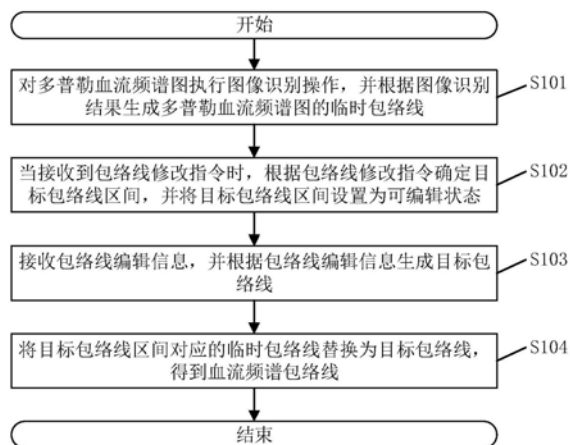 开始
对多普勒血流频谱图执行图像识别操作，并根据图像识别
结果生成多普勒血流频谱图的临时包络线
S101
当接收到包络线修改指令时，根据包络线修改指令确定目
标包络线区间，并将目标包络线区间设置为可编辑状态
S102
接收包络线编辑信息，并根据包络线编辑信息生成目标包
络线
S103
将目标包络线区间对应的临时包络线替换为目标包络线，
得到血流频谱包络线
S104
结束